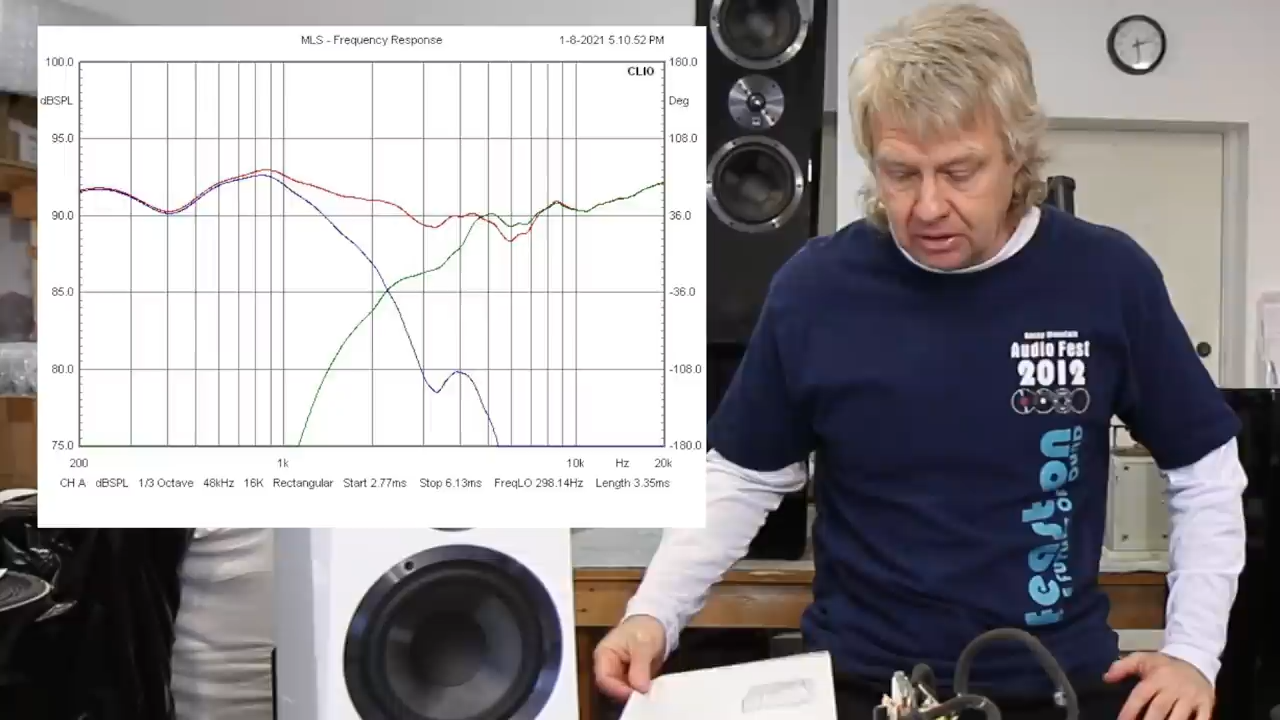 MLS - Frequency Response
1-8-2021 5.10.52 PM
CLIO
100.0 180.0
dBSPL Deg
95.0 108.0
90.0 36.0
85.0 -36.0
80.0 -108.0
75.0 -180.0
200 1k 10k Hz 20k
CH A dBSPL 1/3 Octave 48kHz 16K Rectangular Start 2.77ms Stop 6.13ms FreqLO 298.14Hz Length 3.35ms
Rocky Mountain
Audio Fest
2012